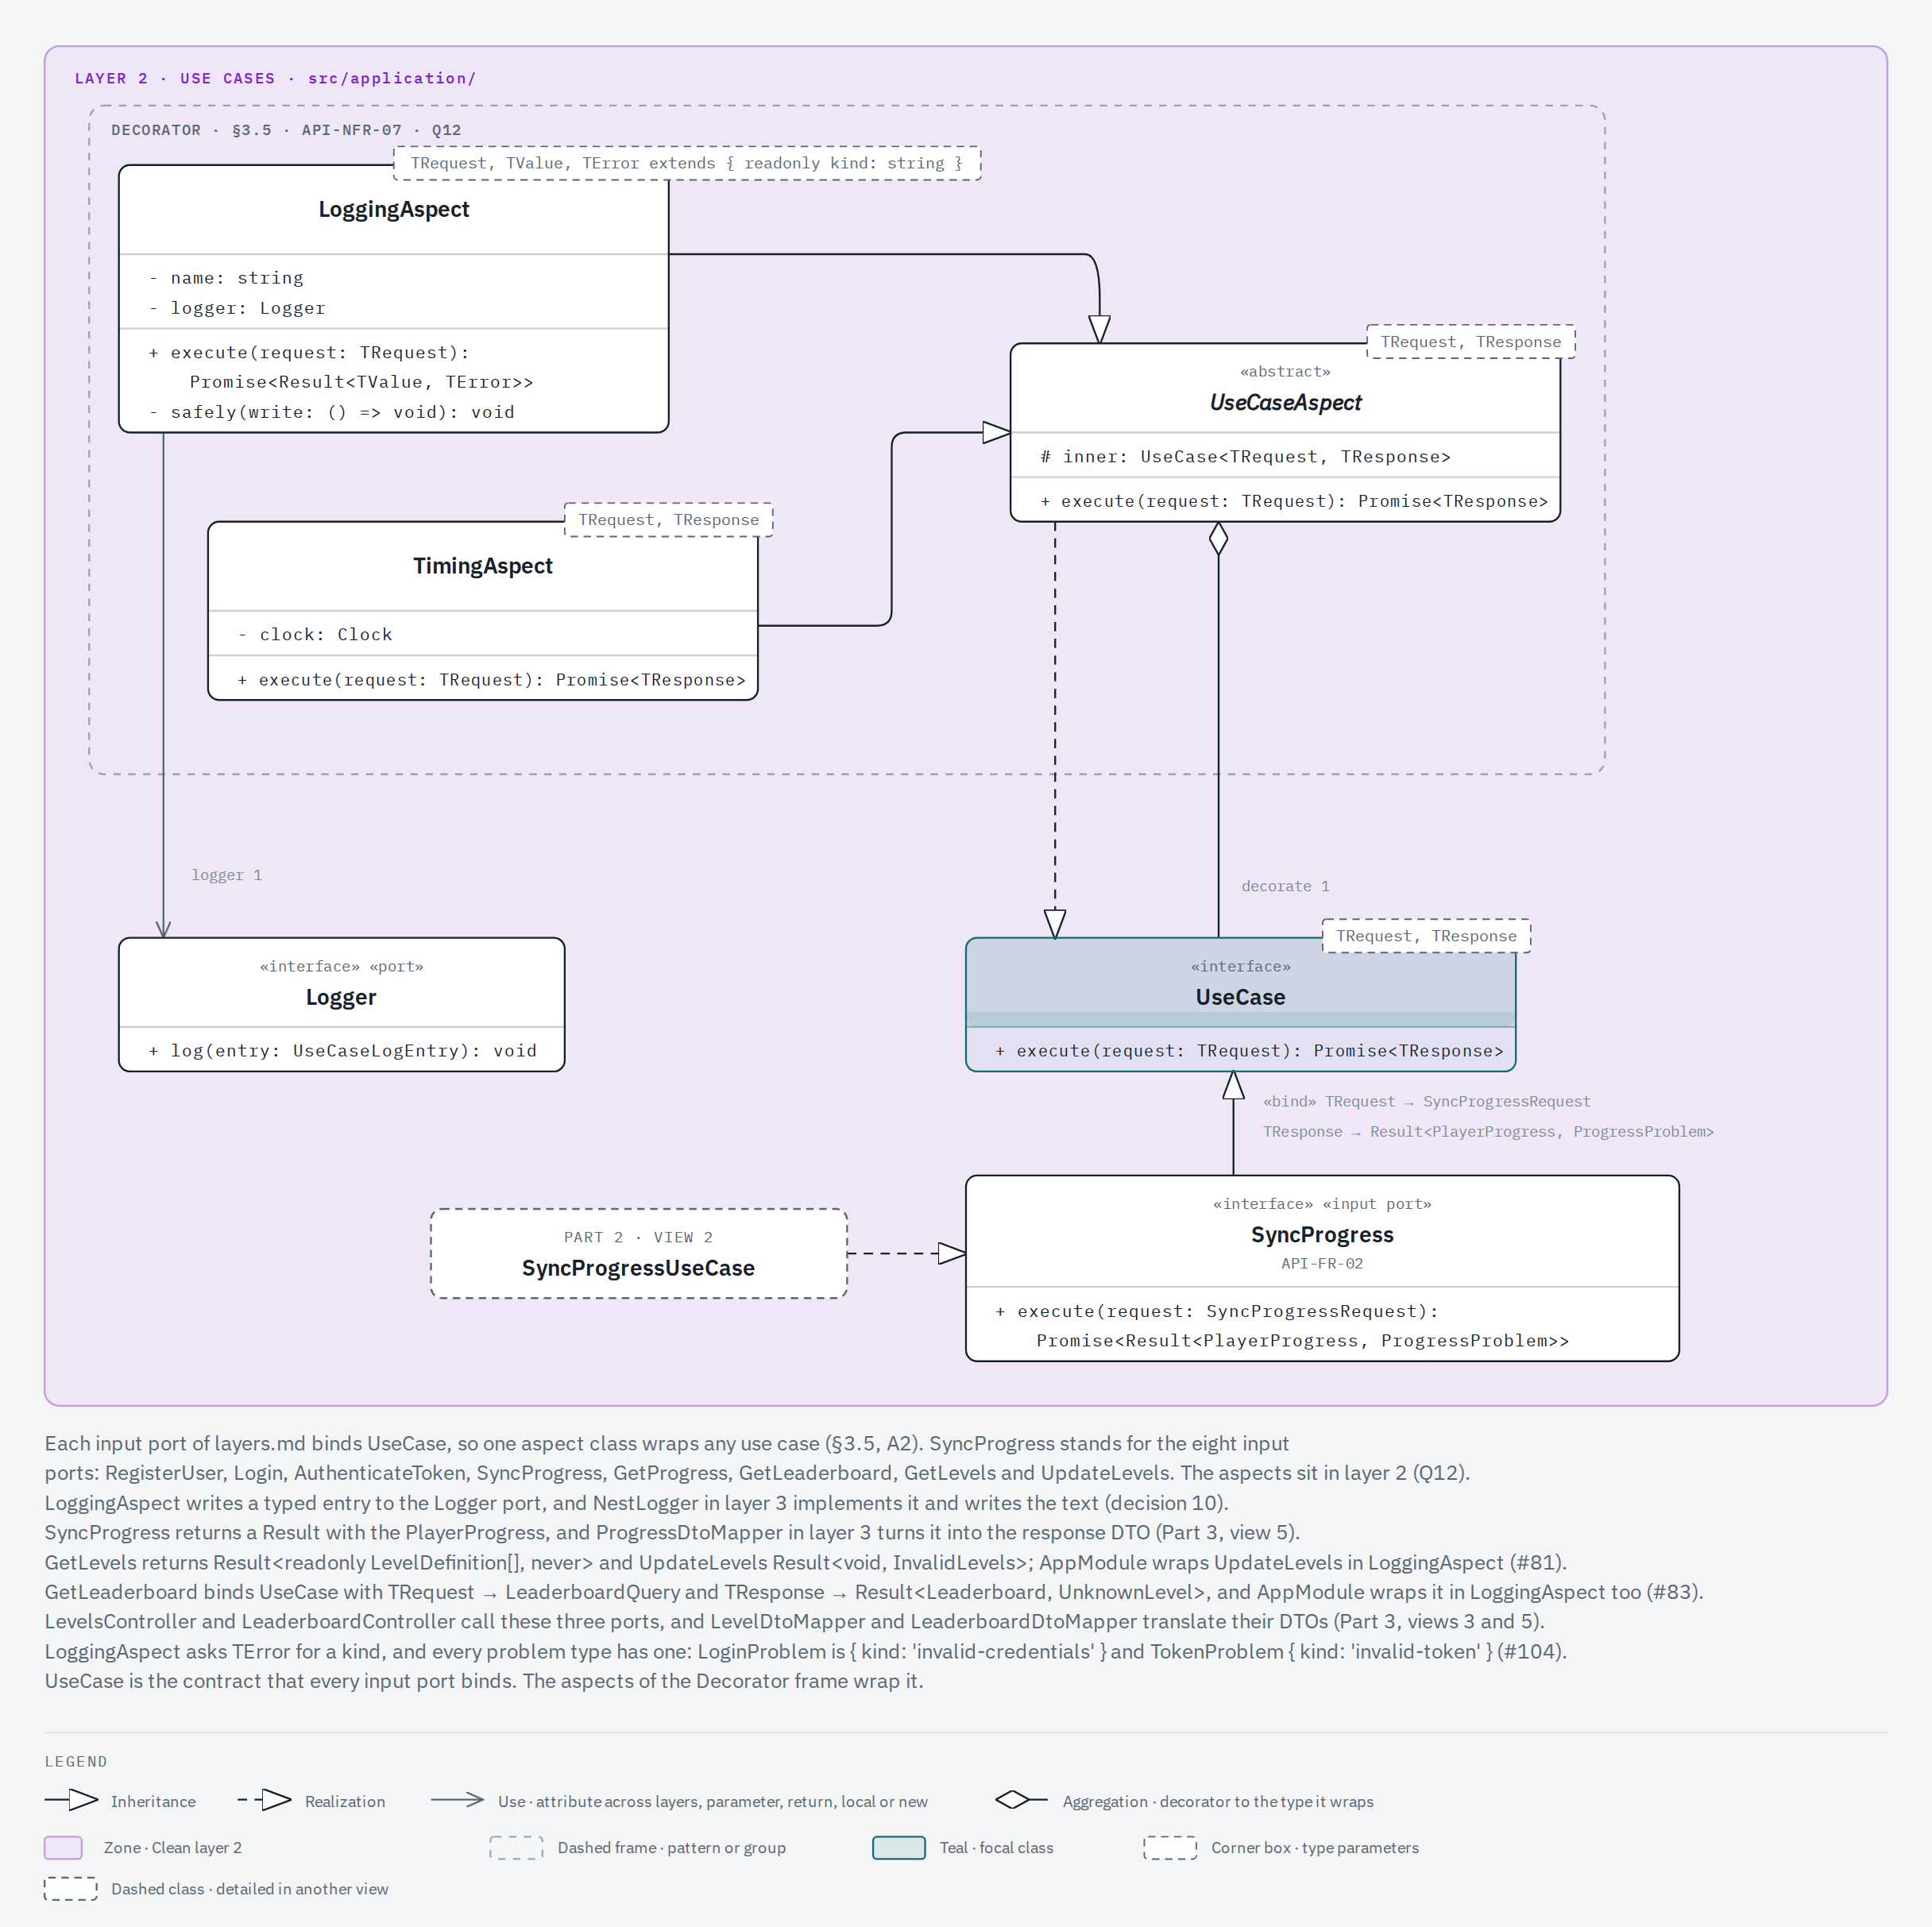 LAYER 2 · USE CASES · src/application/
DECORATOR · §3.5 · API-NFR-07 · Q12
TRequest, TValue, TError extends { readonly kind: string }
LoggingAspect
- name: string
- logger: Logger
+ execute(request: TRequest):
Promise<Result<TValue, TError>>
- safely(write: () => void): void
TRequest, TResponse
«abstract»
UseCaseAspect
# inner: UseCase<TRequest, TResponse>
+ execute(request: TRequest): Promise<TResponse>
TRequest, TResponse
TimingAspect
- clock: Clock
+ execute(request: TRequest): Promise<TResponse>
logger 1
decorate 1
«interface» «port»
Logger
+ log(entry: UseCaseLogEntry): void
TRequest, TResponse
«interface»
UseCase
+ execute(request: TRequest): Promise<TResponse>
«bind» TRequest → SyncProgressRequest
TResponse → Result<PlayerProgress, ProgressProblem>
PART 2 · VIEW 2
SyncProgressUseCase
«interface» «input port»
SyncProgress
API-FR-02
+ execute(request: SyncProgressRequest):
Promise<Result<PlayerProgress, ProgressProblem>>
Each input port of layers.md binds UseCase, so one aspect class wraps any use case (§3.5, A2). SyncProgress stands for the eight input
ports: RegisterUser, Login, AuthenticateToken, SyncProgress, GetProgress, GetLeaderboard, GetLevels and UpdateLevels. The aspects sit in layer 2 (Q12).
LoggingAspect writes a typed entry to the Logger port, and NestLogger in layer 3 implements it and writes the text (decision 10).
SyncProgress returns a Result with the PlayerProgress, and ProgressDtoMapper in layer 3 turns it into the response DTO (Part 3, view 5).
GetLevels returns Result<readonly LevelDefinition[], never> and UpdateLevels Result<void, InvalidLevels>; AppModule wraps UpdateLevels in LoggingAspect (#81).
GetLeaderboard binds UseCase with TRequest → LeaderboardQuery and TResponse → Result<Leaderboard, UnknownLevel>, and AppModule wraps it in LoggingAspect too (#83).
LevelsController and LeaderboardController call these three ports, and LevelDtoMapper and LeaderboardDtoMapper translate their DTOs (Part 3, views 3 and 5).
LoggingAspect asks TError for a kind, and every problem type has one: LoginProblem is { kind: 'invalid-credentials' } and TokenProblem { kind: 'invalid-token' } (#104).
UseCase is the contract that every input port binds. The aspects of the Decorator frame wrap it.
LEGEND
Inheritance
Realization
Use · attribute across layers, parameter, return, local or new
Aggregation · decorator to the type it wraps
Zone · Clean layer 2
Dashed frame · pattern or group
Teal · focal class
Corner box · type parameters
Dashed class · detailed in another view